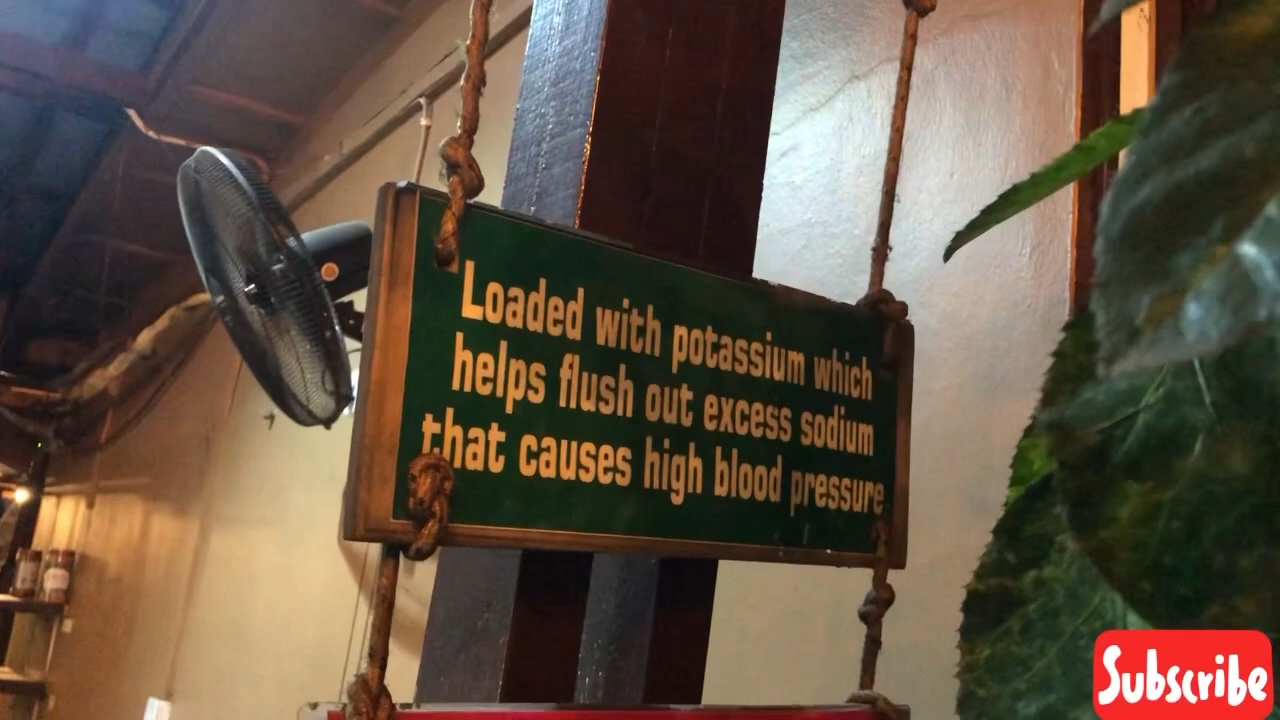 Loaded with potassium which
helps flush out excess sodium
that causes high blood pressure
Subscribe